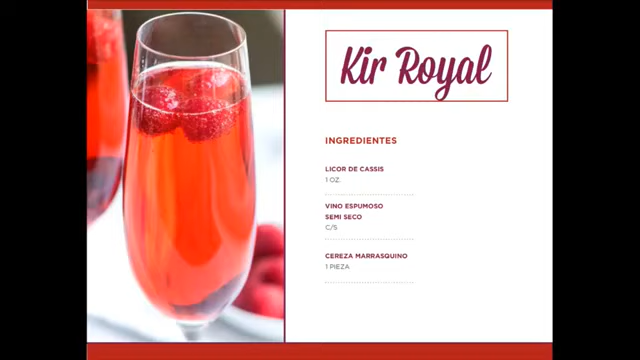 Kir Royal
INGREDIENTES
LICOR DE CASSIS
1 OZ.
VINO ESPUMOSO
SEMI SECO
C/S
CEREZA MARRASQUINO
1 PIEZA